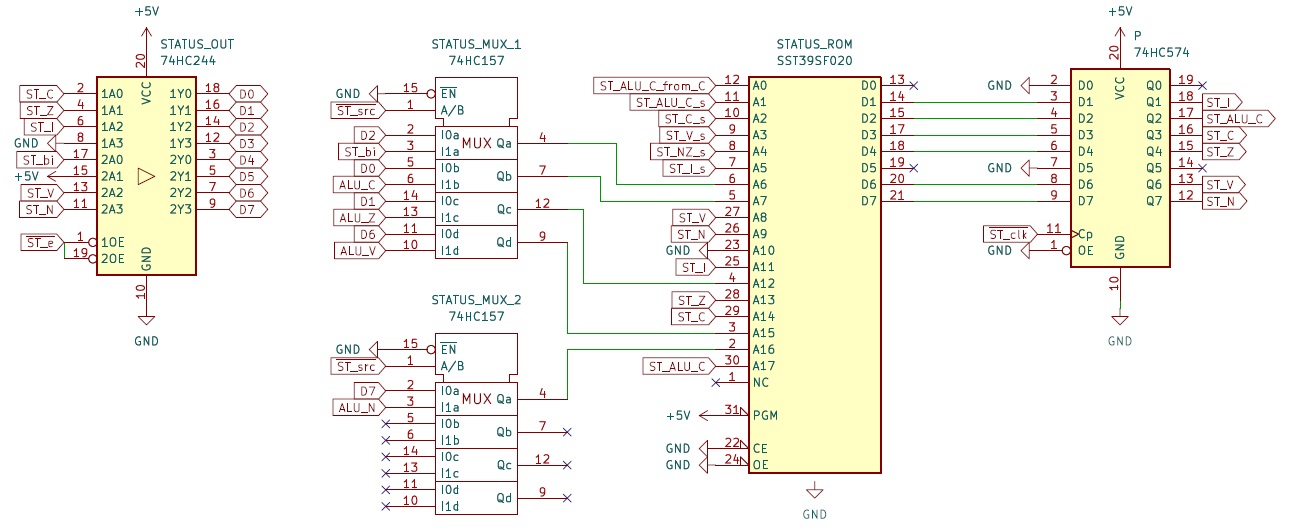 +5V
STATUS_OUT
74HC244
20
VCC
ST_C 2 1A0 1Y0 18 D0
ST_Z 4 1A1 1Y1 16 D1
ST_I 6 1A2 1Y2 14 D2
GND 8 1A3 1Y3 12 D3
ST_bi 17 2A0 2Y0 3 D4
+5V 15 2A1 2Y1 5 D5
ST_V 13 2A2 2Y2 7 D6
ST_N 11 2A3 2Y3 9 D7
ST_e 1 1OE
19 2OE
GND
10
GND
STATUS_MUX_1
74HC157
GND 15 EN
ST_src 1 A/B
D2 2 I0a MUX Qa 4
ST_bi 3 I1a
D0 5 I0b Qb 7
ALU_C 6 I1b
D1 14 I0c Qc 12
ALU_Z 13 I1c
D6 11 I0d Qd 9
ALU_V 10 I1d
STATUS_MUX_2
74HC157
GND 15 EN
ST_src 1 A/B
D7 2 I0a MUX Qa 4
ALU_N 3 I1a
5 I0b Qb 7
6 I1b
14 I0c Qc 12
13 I1c
11 I0d Qd 9
10 I1d
STATUS_ROM
SST39SF020
ST_ALU_C_from_C 12 A0 D0 13
ST_ALU_C_s 11 A1 D1 14
ST_C_s 10 A2 D2 15
ST_V_s 9 A3 D3 17
ST_NZ_s 8 A4 D4 18
ST_I_s 7 A5 D5 19
6 A6 D6 20
5 A7 D7 21
ST_V 27 A8
ST_N 26 A9
GND 23 A10
ST_I 25 A11
4 A12
ST_Z 28 A13
ST_C 29 A14
3 A15
2 A16
ST_ALU_C 30 A17
1 NC
+5V 31 PGM
GND 22 CE
GND 24 OE
GND
+5V
P
74HC574
20
VCC
GND 2 D0 Q0 19
3 D1 Q1 18 ST_I
4 D2 Q2 17 ST_ALU_C
5 D3 Q3 16 ST_C
6 D4 Q4 15 ST_Z
GND 7 D5 Q5 14
8 D6 Q6 13 ST_V
9 D7 Q7 12 ST_N
ST_clk 11 Cp
GND 1 OE
GND
10
GND